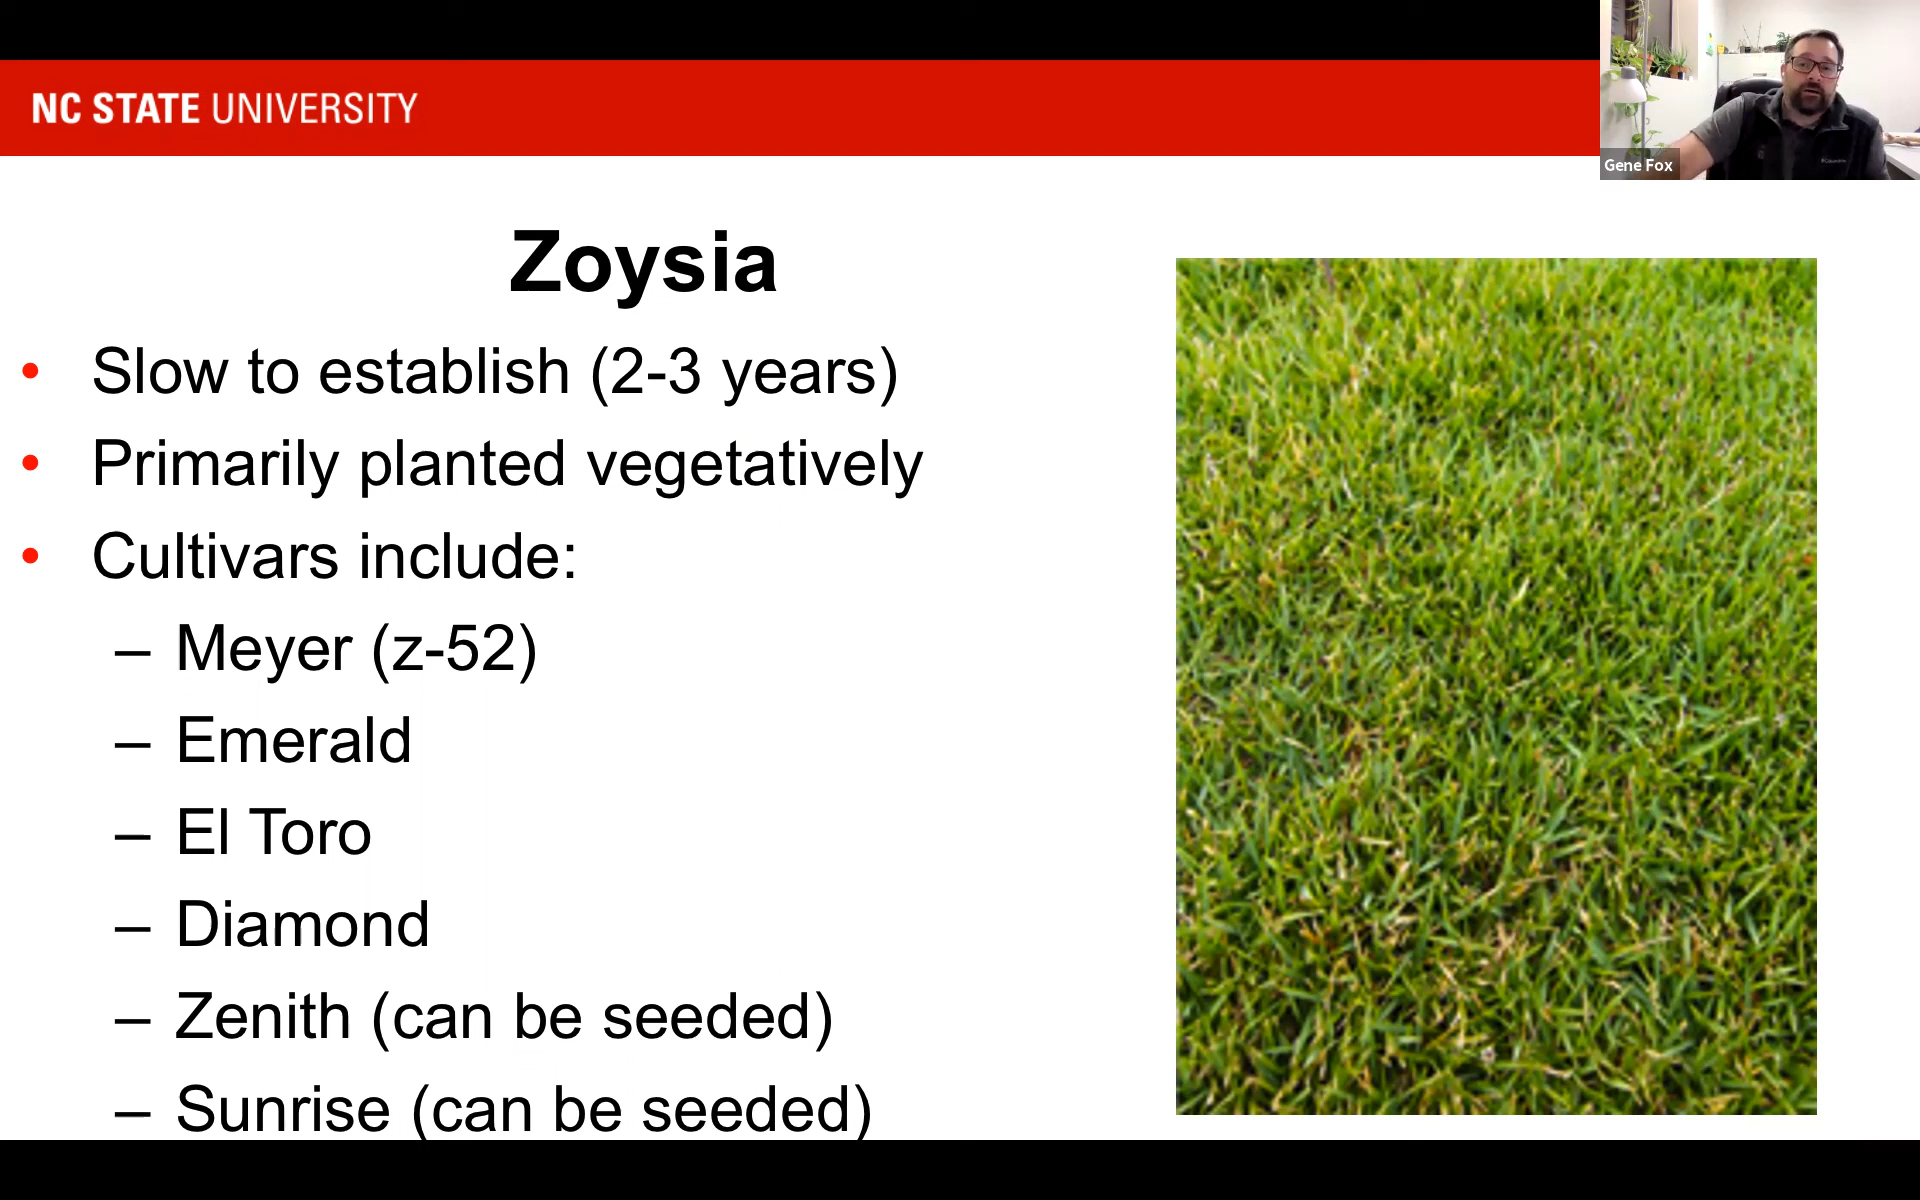 NC STATE UNIVERSITY
Gene Fox
Zoysia
• Slow to establish (2-3 years)
• Primarily planted vegetatively
• Cultivars include:
– Meyer (z-52)
– Emerald
– El Toro
– Diamond
– Zenith (can be seeded)
– Sunrise (can be seeded)